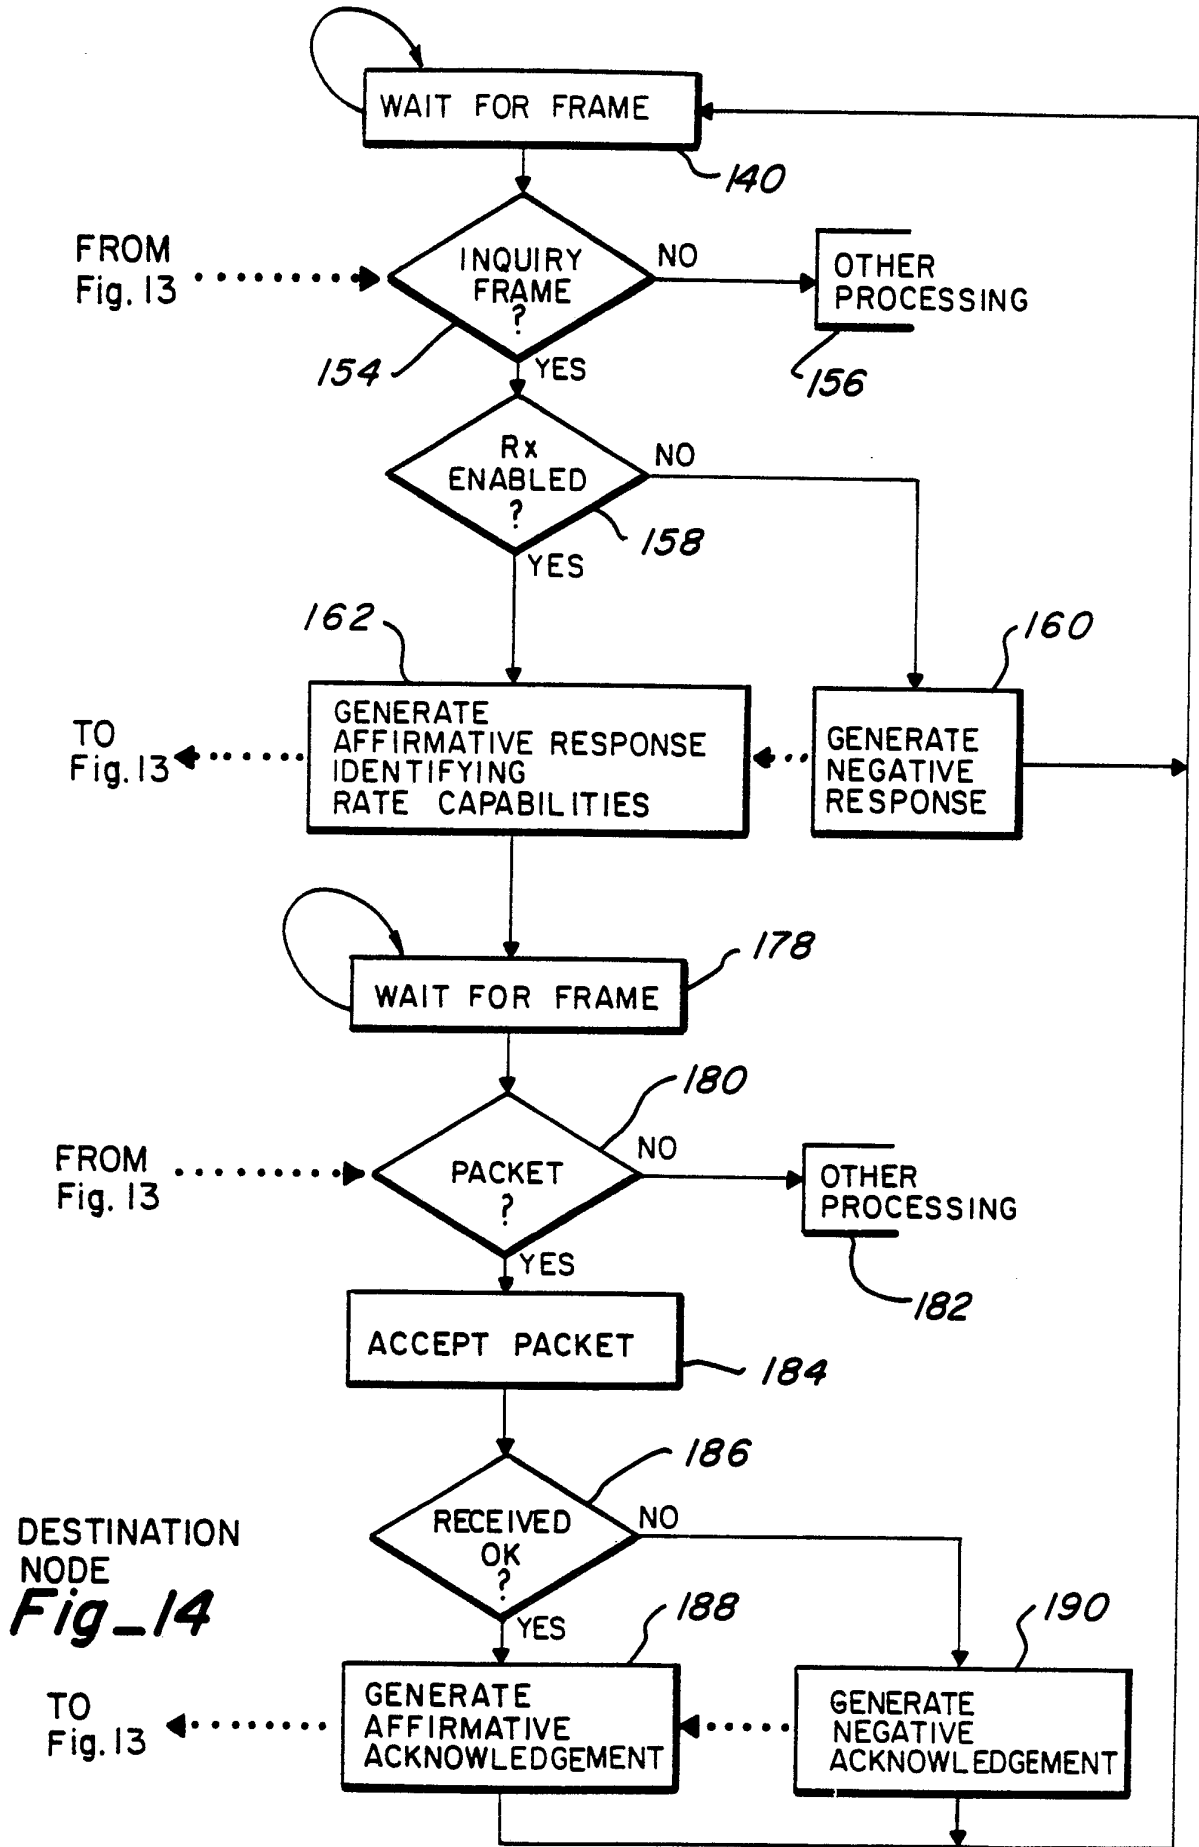 WAIT FOR FRAME
140
FROM
Fig. 13
INQUIRY
FRAME
?
NO
OTHER
PROCESSING
154
YES
156
Rx
ENABLED
?
NO
158
YES
162
160
TO
Fig. 13
GENERATE
AFFIRMATIVE RESPONSE
IDENTIFYING
RATE CAPABILITIES
GENERATE
NEGATIVE
RESPONSE
178
WAIT FOR FRAME
180
FROM
Fig. 13
PACKET
?
NO
OTHER
PROCESSING
YES
182
ACCEPT PACKET
184
186
RECEIVED
OK
?
NO
DESTINATION
NODE
Fig_14
YES
188
190
TO
Fig. 13
GENERATE
AFFIRMATIVE
ACKNOWLEDGEMENT
GENERATE
NEGATIVE
ACKNOWLEDGEMENT